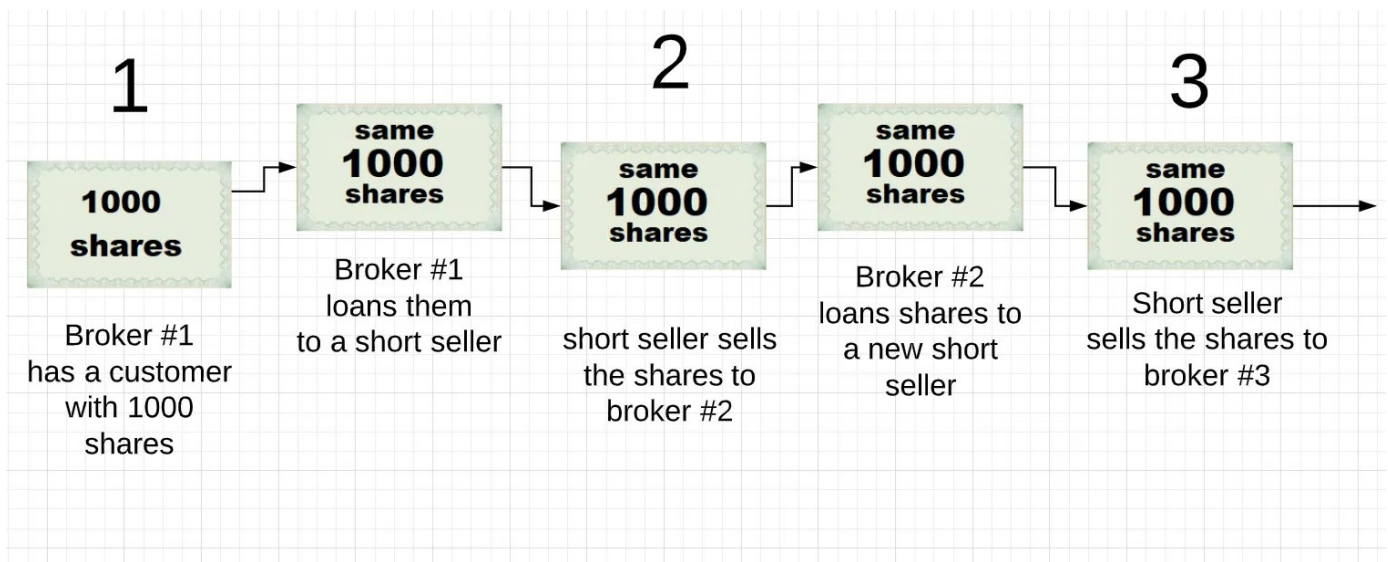 1
2
3
1000
shares
same
1000
shares
same
1000
shares
same
1000
shares
same
1000
shares
Broker #1
has a customer
with 1000
shares
Broker #1
loans them
to a short seller
short seller sells
the shares to
broker #2
Broker #2
loans shares to
a new short
seller
Short seller
sells the shares to
broker #3